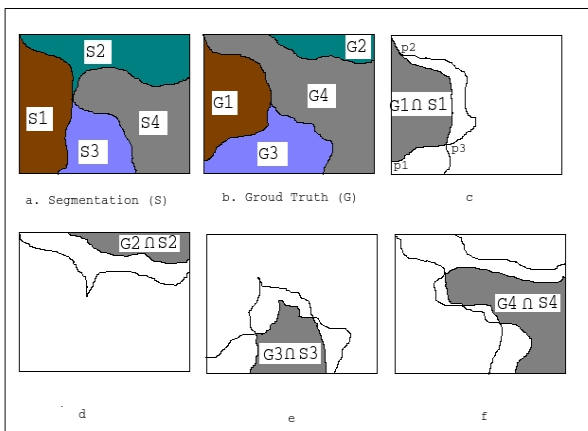 S2
S1
S4
S3
a. Segmentation (S)
G2
G1
G4
G3
b. Groud Truth (G)
p2
G1 ∩ S1
p3
p1
c
G2 ∩ S2
d
G3 ∩ S3
e
G4 ∩ S4
f